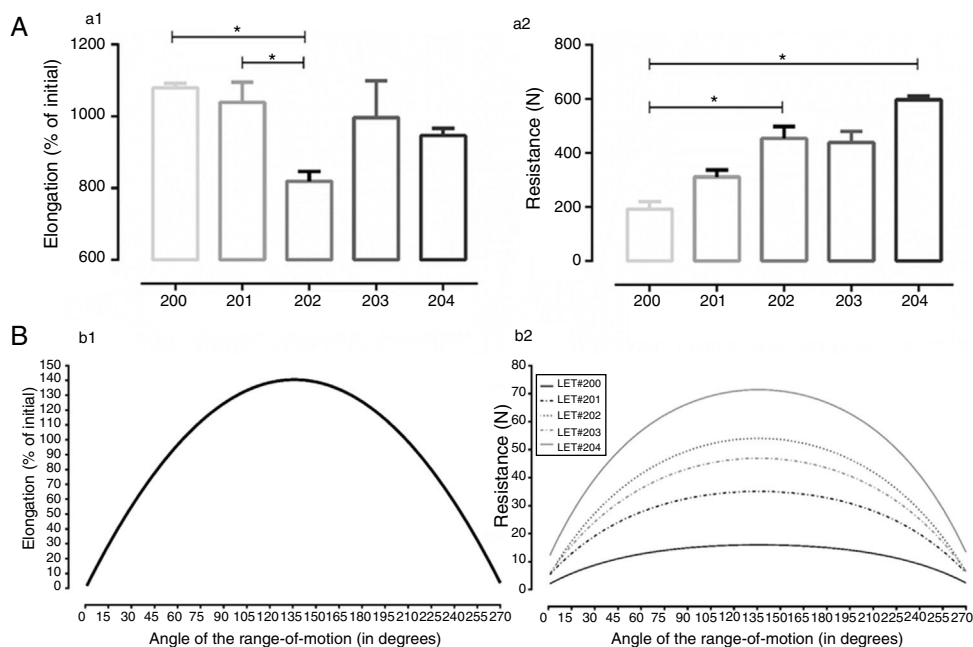 A
a1
Elongation (% of initial)
1200
1000
800
600
*
*
200 201 202 203 204
a2
Resistance (N)
800
600
400
200
0
*
*
200 201 202 203 204
B
b1
Elongation (% of initial)
150
140
130
120
110
100
90
80
70
60
50
40
30
20
10
0
0 15 30 45 60 75 90 105 120 135 150 165 180 195 210 225 240 255 270
Angle of the range-of-motion (in degrees)
b2
Resistance (N)
80
70
60
50
40
30
20
10
0
LET#200
LET#201
LET#202
LET#203
LET#204
0 15 30 45 60 75 90 105 120 135 150 165 180 195 210 225 240 255 270
Angle of the range-of-motion (in degrees)